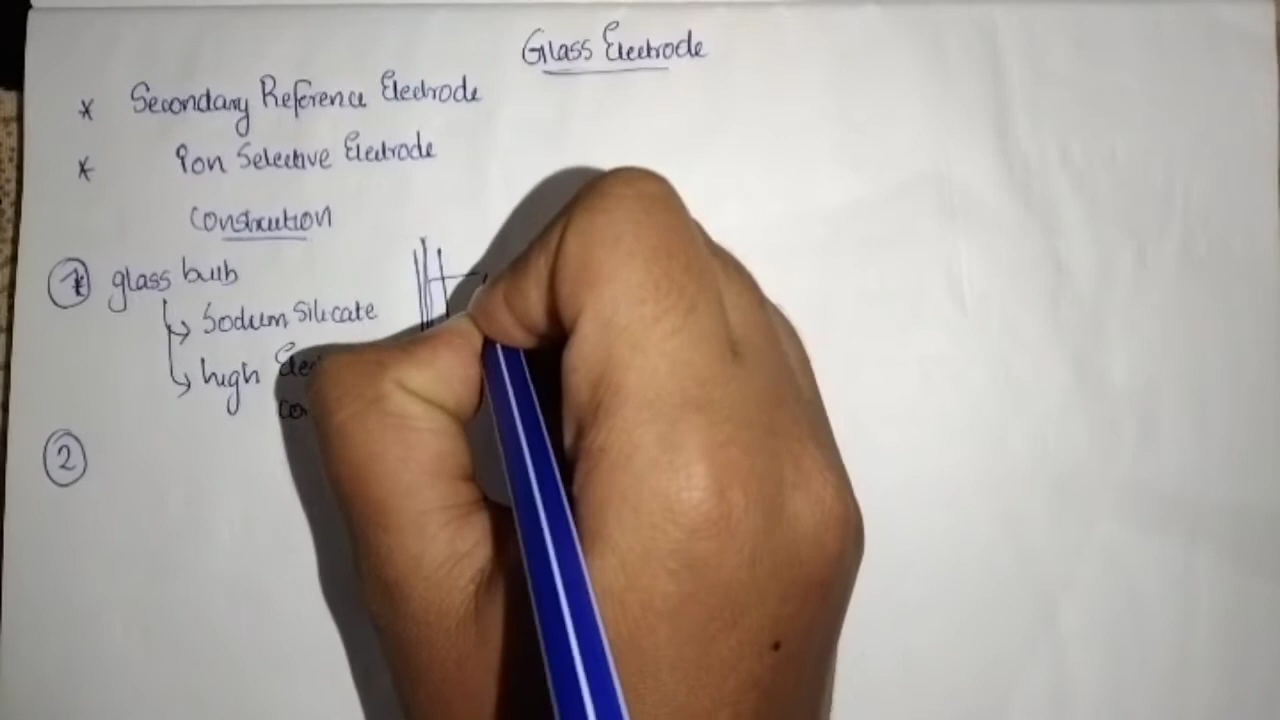 Glass Electrode
* Secondary Reference Electrode
* Ion Selective Electrode
Construction
1 glass bulb
↳ Sodium Silicate
↳ high
2